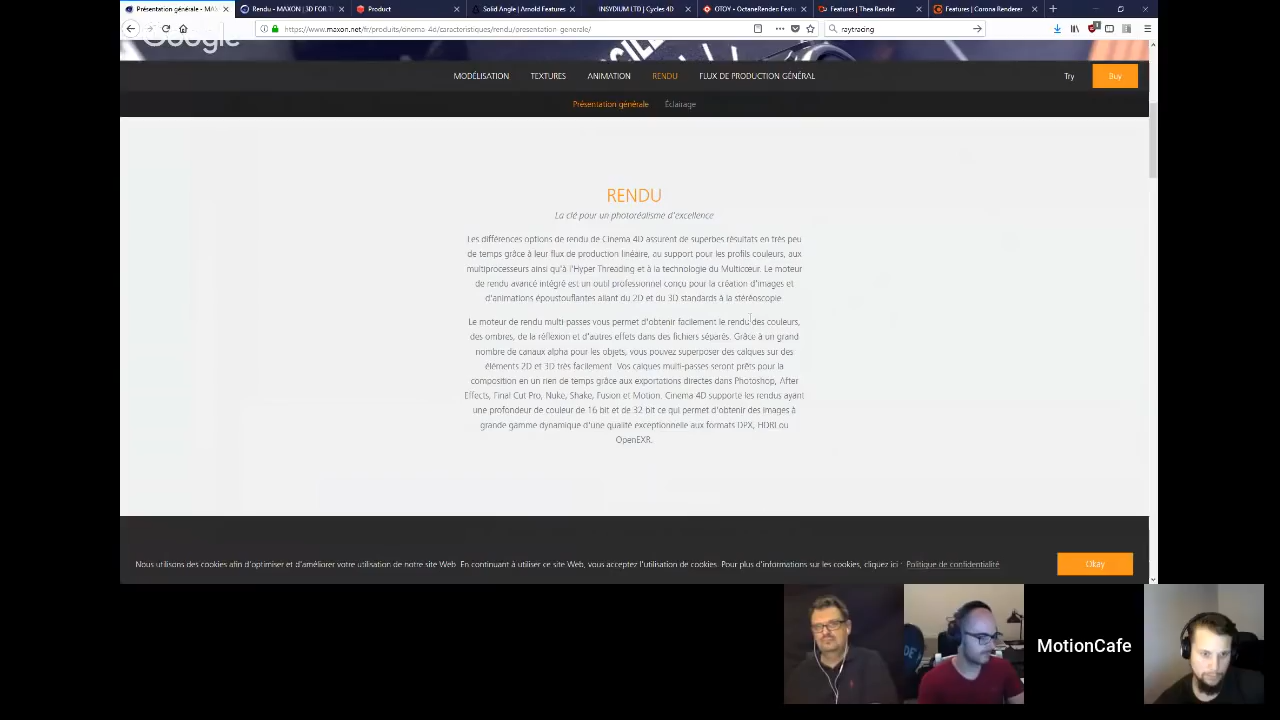 Présentation générale - MAX
Rendu - MAXON | 3D FOR TH
Product
Solid Angle | Arnold Features
INSYDIUM LTD | Cycles 4D
OTOY • OctaneRender: Featu
Features | Thea Render
Features | Corona Renderer
https://www.maxon.net/fr/produits/cinema-4d/caracteristiques/rendu/presentation-generale/
raytracing
Google
MODÉLISATION TEXTURES ANIMATION RENDU FLUX DE PRODUCTION GÉNÉRAL Try Buy
Présentation générale Éclairage
RENDU
La clé pour un photoréalisme d'excellence
Les différences options de rendu de Cinema 4D assurent de superbes résultats en très peu
de temps grâce à leur flux de production linéaire, au support pour les profils couleurs, aux
multiprocesseurs ainsi qu'à l'Hyper Threading et à la technologie du Multicœur. Le moteur
de rendu avancé intégré est un outil professionnel conçu pour la création d'images et
d'animations époustouflantes allant du 2D et du 3D standards à la stéréoscopie.
Le moteur de rendu multi-passes vous permet d'obtenir facilement le rendu des couleurs,
des ombres, de la réflexion et d'autres effets dans des fichiers séparés. Grâce à un grand
nombre de canaux alpha pour les objets, vous pouvez superposer des calques sur des
éléments 2D et 3D très facilement. Vos calques multi-passes seront prêts pour la
composition en un rien de temps grâce aux exportations directes dans Photoshop, After
Effects, Final Cut Pro, Nuke, Shake, Fusion et Motion. Cinema 4D supporte les rendus ayant
une profondeur de couleur de 16 bit et de 32 bit ce qui permet d'obtenir des images à
grande gamme dynamique d'une qualité exceptionnelle aux formats DPX, HDRI ou
OpenEXR.
Nous utilisons des cookies afin d'optimiser et d'améliorer votre utilisation de notre site Web. En continuant à utiliser ce site Web, vous acceptez l'utilisation de cookies. Pour plus d'informations sur les cookies, cliquez ici : Politique de confidentialité
Okay
MotionCafe